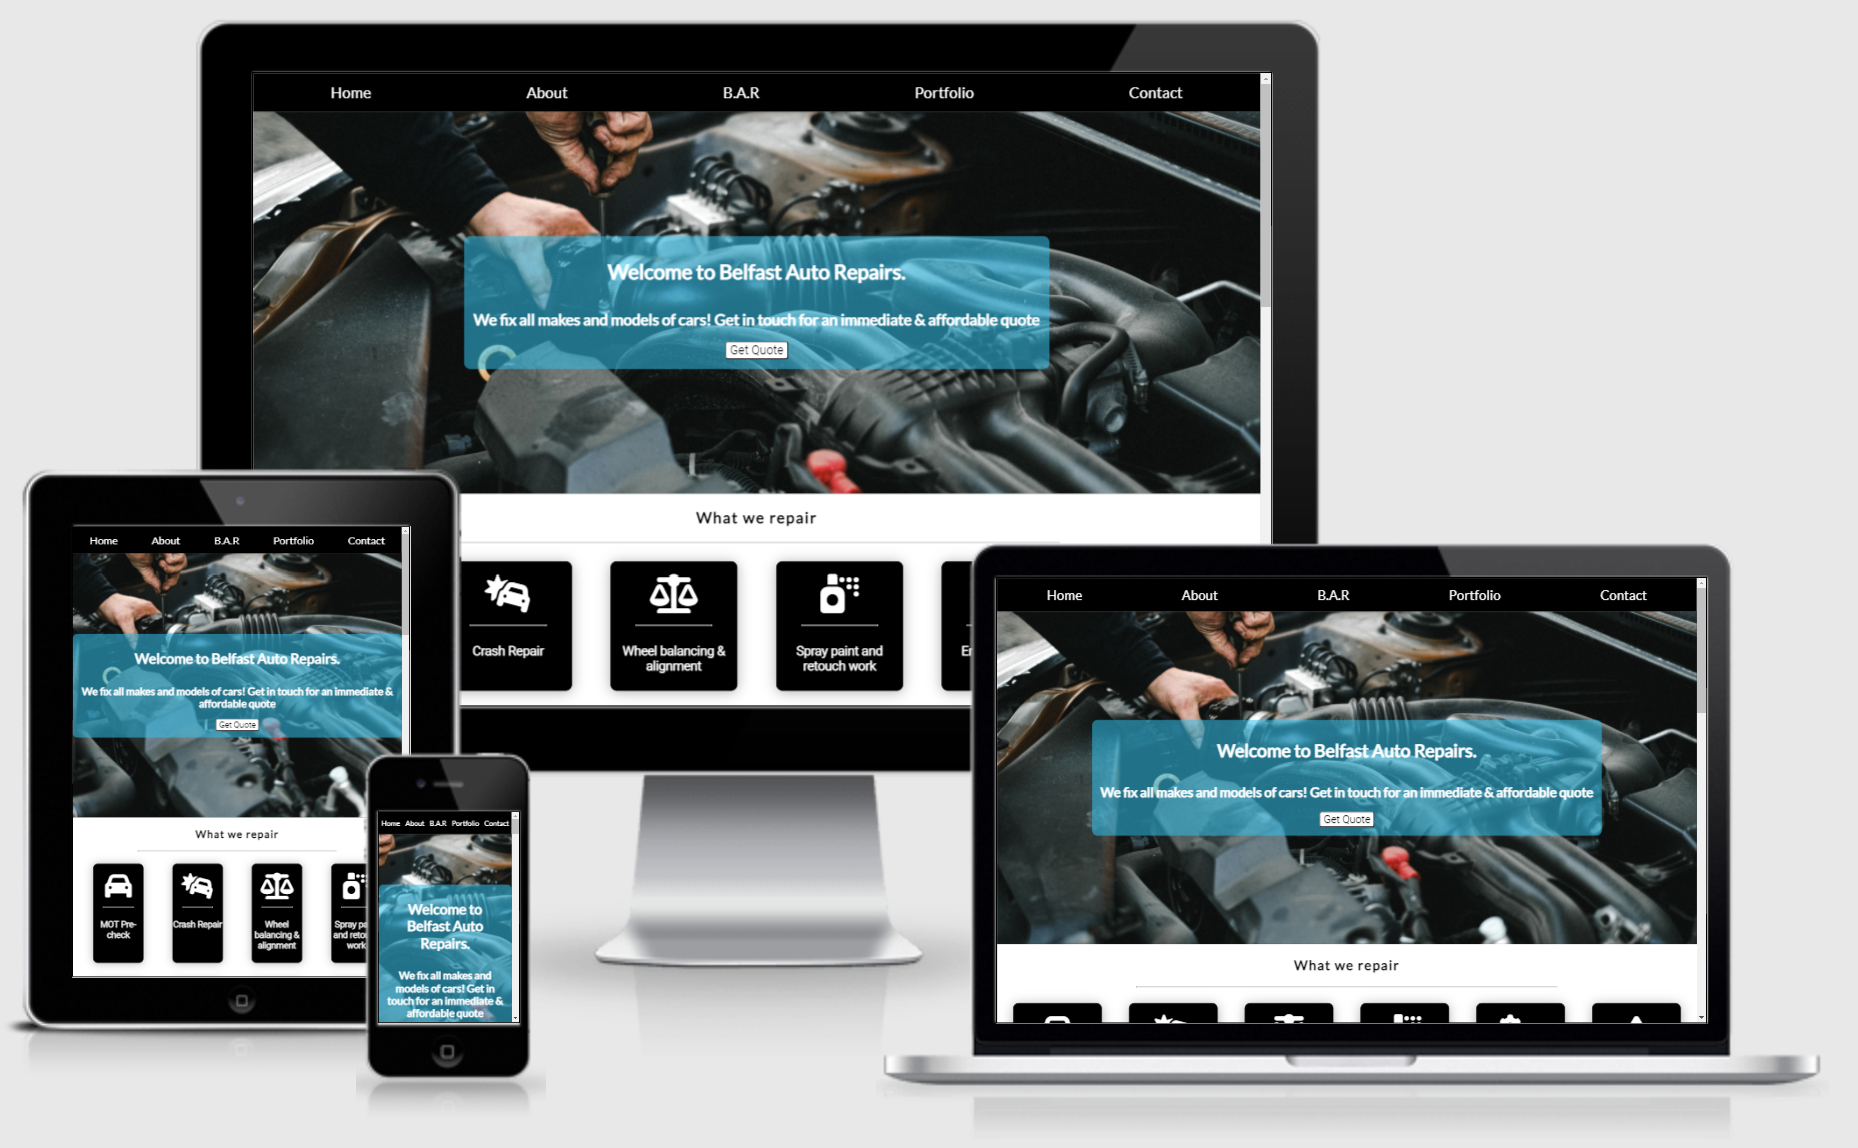 Home About B.A.R Portfolio Contact
Welcome to Belfast Auto Repairs.
We fix all makes and models of cars! Get in touch for an immediate & affordable quote
Get Quote
What we repair
Crash Repair
Wheel balancing &
alignment
Spray paint and
retouch work
Home About B.A.R Portfolio Contact
Welcome to Belfast Auto Repairs.
We fix all makes and models of cars! Get in touch for an immediate &
affordable quote
Get Quote
What we repair
MOT Pre-
check
Crash Repair
Wheel
balancing &
alignment
Spray
and
work
Home About B.A.R Portfolio Contact
Welcome to
Belfast Auto
Repairs.
We fix all makes and
models of cars! Get in
touch for an immediate &
affordable quote
Home About B.A.R Portfolio Contact
Welcome to Belfast Auto Repairs.
We fix all makes and models of cars! Get in touch for an immediate & affordable quote
Get Quote
What we repair